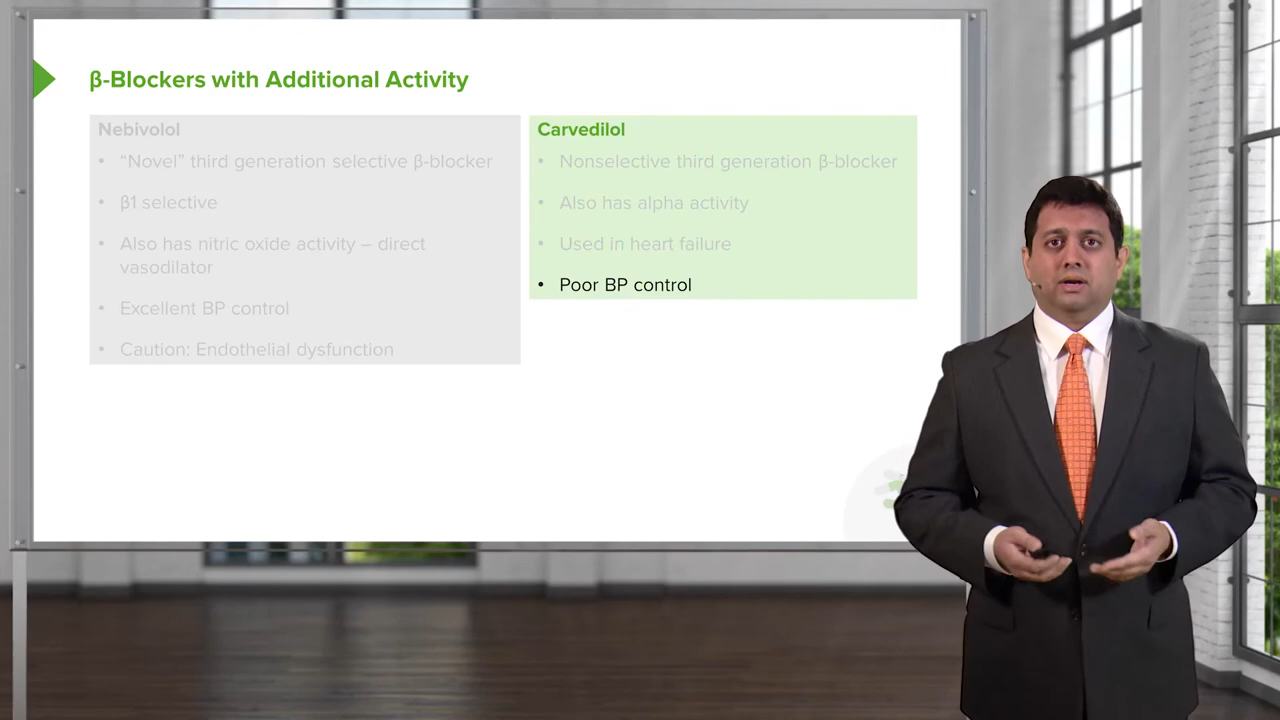 β-Blockers with Additional Activity
Nebivolol
• “Novel” third generation selective β-blocker
• β1 selective
• Also has nitric oxide activity – direct
vasodilator
• Excellent BP control
• Caution: Endothelial dysfunction
Carvedilol
• Nonselective third generation β-blocker
• Also has alpha activity
• Used in heart failure
• Poor BP control